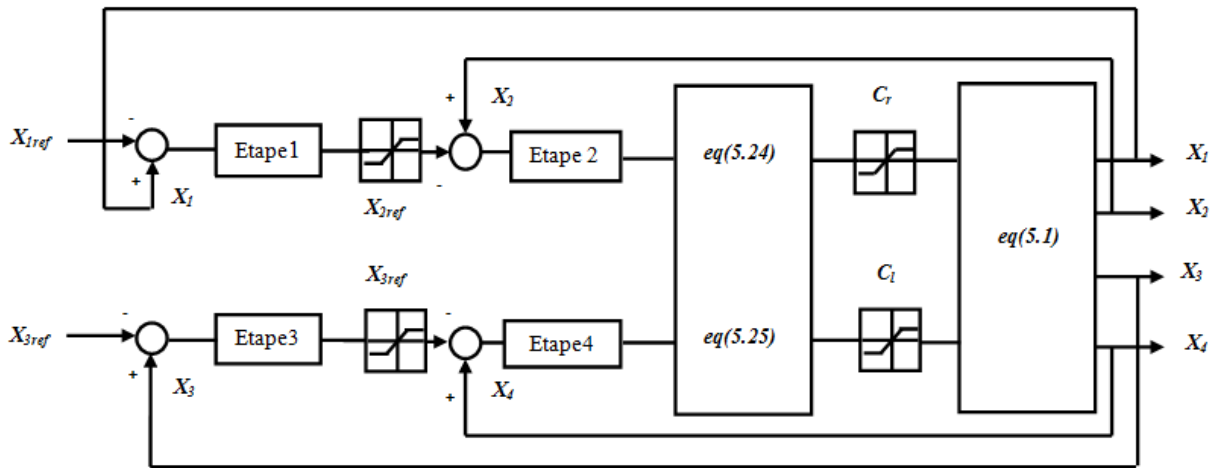 X1ref
-
+
X1
Etape1
X2ref
+
X2
-
Etape 2
eq(5.24)
Cr
eq(5.1)
X1
X2
X3ref
-
+
X3
Etape3
X3ref
-
+
X4
Etape4
eq(5.25)
Cl
X3
X4